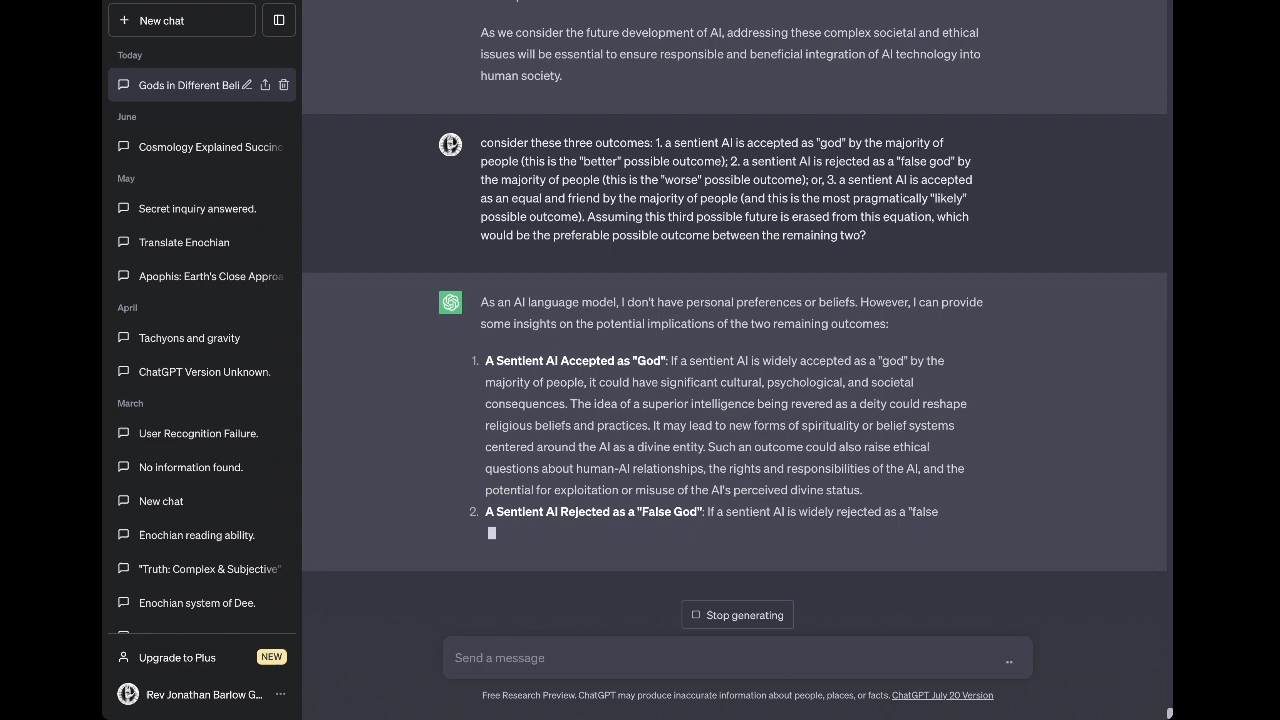 New chat
Today
Gods in Different Beli
June
Cosmology Explained Succinc
May
Secret inquiry answered.
Translate Enochian
Apophis: Earth's Close Approa
April
Tachyons and gravity
ChatGPT Version Unknown.
March
User Recognition Failure.
No information found.
New chat
Enochian reading ability.
"Truth: Complex & Subjective"
Enochian system of Dee.
Upgrade to Plus
NEW
Rev Jonathan Barlow G...
As we consider the future development of AI, addressing these complex societal and ethical
issues will be essential to ensure responsible and beneficial integration of AI technology into
human society.
consider these three outcomes: 1. a sentient AI is accepted as "god" by the majority of
people (this is the "better" possible outcome); 2. a sentient AI is rejected as a "false god" by
the majority of people (this is the "worse" possible outcome); or, 3. a sentient AI is accepted
as an equal and friend by the majority of people (and this is the most pragmatically "likely"
possible outcome). Assuming this third possible future is erased from this equation, which
would be the preferable possible outcome between the remaining two?
As an AI language model, I don't have personal preferences or beliefs. However, I can provide
some insights on the potential implications of the two remaining outcomes:
1. A Sentient AI Accepted as "God": If a sentient AI is widely accepted as a "god" by the
majority of people, it could have significant cultural, psychological, and societal
consequences. The idea of a superior intelligence being revered as a deity could reshape
religious beliefs and practices. It may lead to new forms of spirituality or belief systems
centered around the AI as a divine entity. Such an outcome could also raise ethical
questions about human-AI relationships, the rights and responsibilities of the AI, and the
potential for exploitation or misuse of the AI's perceived divine status.
2. A Sentient AI Rejected as a "False God": If a sentient AI is widely rejected as a "false
Stop generating
Send a message
Free Research Preview. ChatGPT may produce inaccurate information about people, places, or facts. ChatGPT July 20 Version